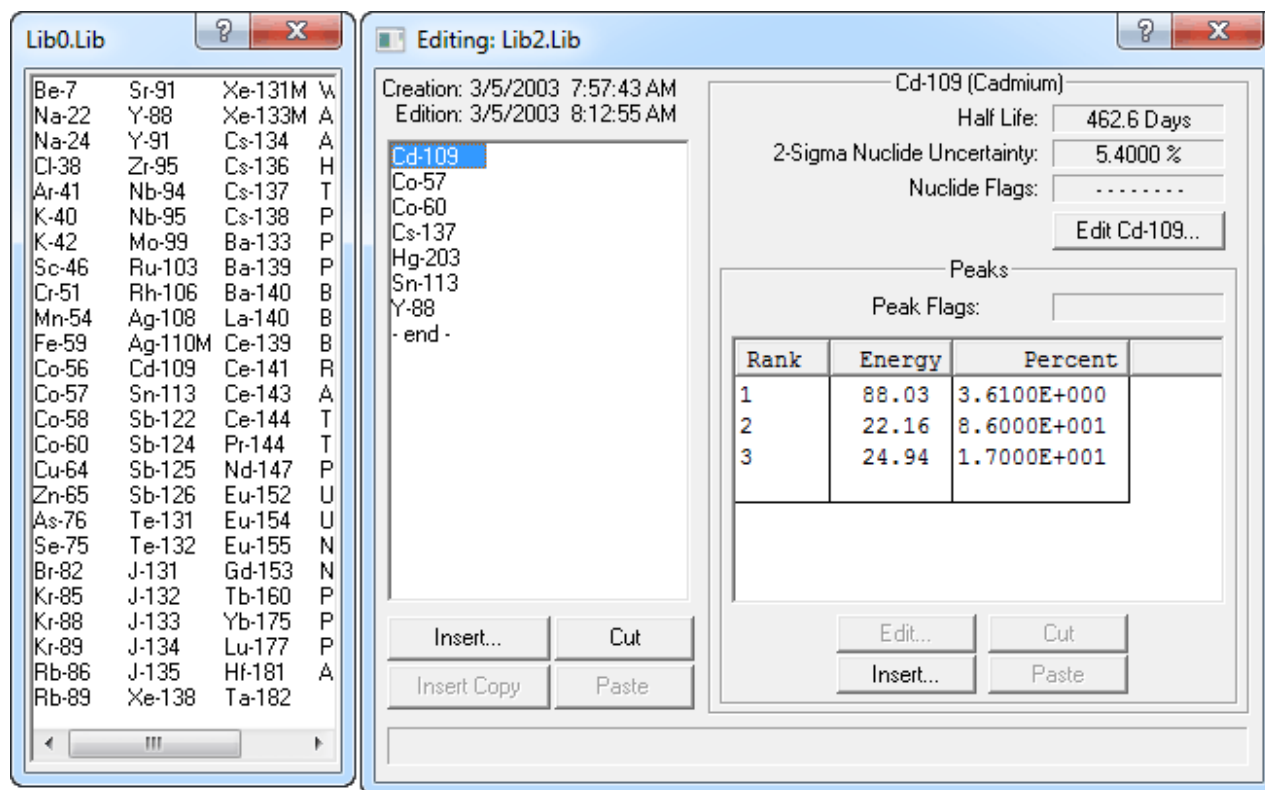 Lib0.Lib
Be-7 Sr-91 Xe-131M W
Na-22 Y-88 Xe-133M A
Na-24 Y-91 Cs-134 A
Cl-38 Zr-95 Cs-136 H
Ar-41 Nb-94 Cs-137 T
K-40 Nb-95 Cs-138 P
K-42 Mo-99 Ba-133 P
Sc-46 Ru-103 Ba-139 P
Cr-51 Rh-106 Ba-140 B
Mn-54 Ag-108 La-140 B
Fe-59 Ag-110M Ce-139 B
Co-56 Cd-109 Ce-141 R
Co-57 Sn-113 Ce-143 A
Co-58 Sb-122 Ce-144 T
Co-60 Sb-124 Pr-144 T
Cu-64 Sb-125 Nd-147 P
Zn-65 Sb-126 Eu-152 U
As-76 Te-131 Eu-154 U
Se-75 Te-132 Eu-155 N
Br-82 J-131 Gd-153 N
Kr-85 J-132 Tb-160 P
Kr-88 J-133 Yb-175 P
Kr-89 J-134 Lu-177 P
Rb-86 J-135 Hf-181 A
Rb-89 Xe-138 Ta-182
Editing: Lib2.Lib
Creation: 3/5/2003 7:57:43 AM
Edition: 3/5/2003 8:12:55 AM
Cd-109
Co-57
Co-60
Cs-137
Hg-203
Sn-113
Y-88
- end -
Insert... Cut
Insert Copy Paste
Cd-109 (Cadmium)
Half Life: 462.6 Days
2-Sigma Nuclide Uncertainty: 5.4000 %
Nuclide Flags: --------
Edit Cd-109...
Peaks
Peak Flags:
Rank Energy Percent
1 88.03 3.6100E+000
2 22.16 8.6000E+001
3 24.94 1.7000E+001
Edit... Cut
Insert... Paste